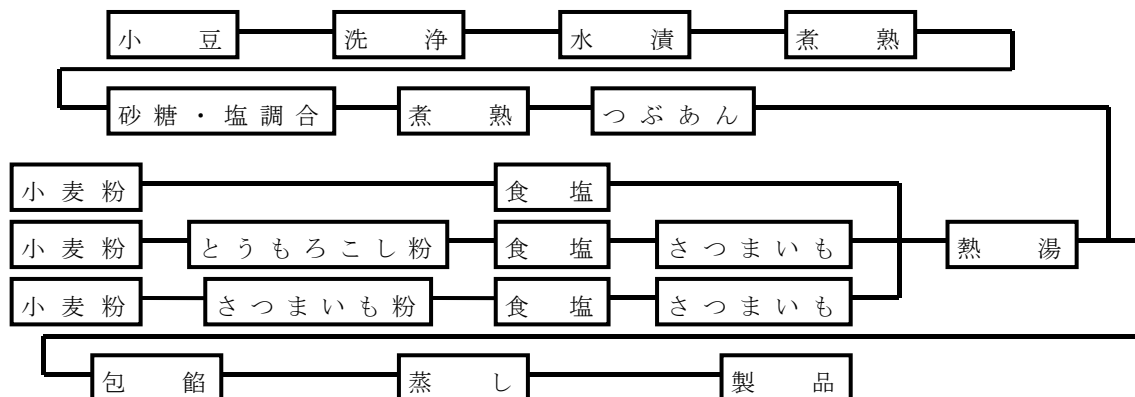 小豆 洗浄 水漬 煮熟
砂糖・塩調合 煮熟 つぶあん
小麦粉 食塩
小麦粉 とうもろこし粉 食塩 さつまいも 熱湯
小麦粉 さつまいも粉 食塩 さつまいも
包餡 蒸し 製品